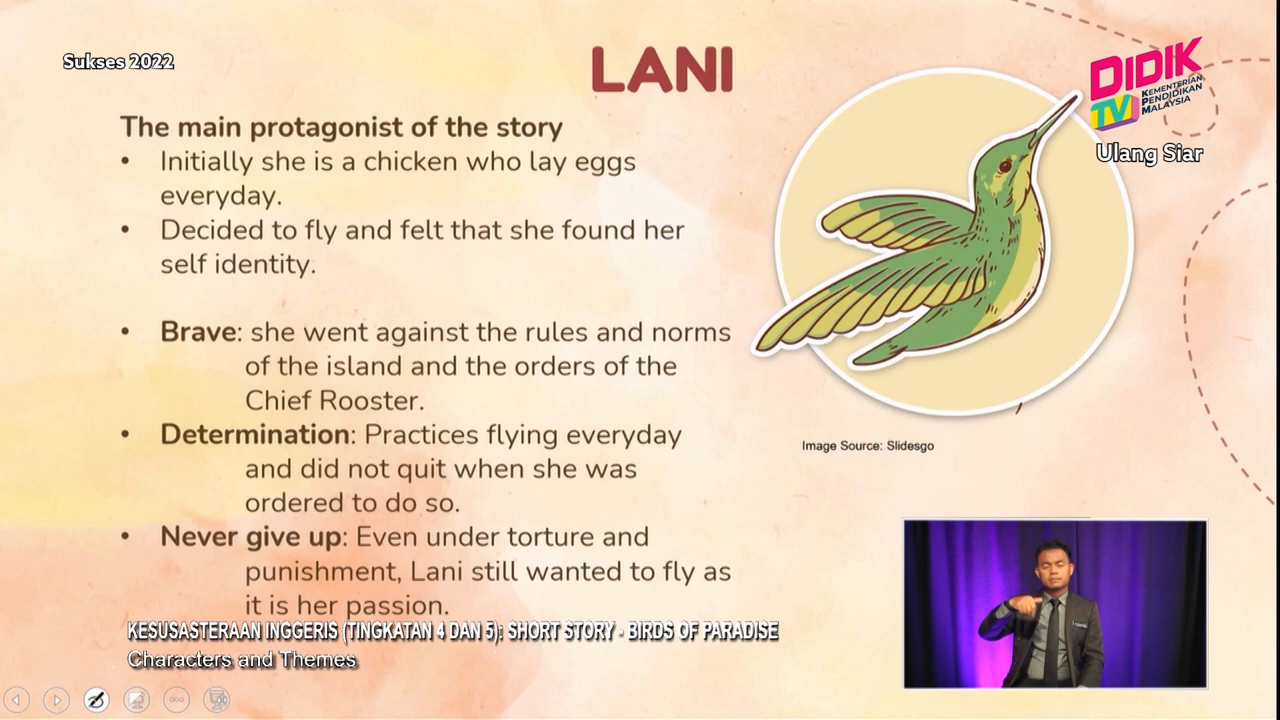 Sukses 2022
LANI
DIDIK
TV
KEMENTERIAN
PENDIDIKAN
MALAYSIA
Ulang Siar
The main protagonist of the story
• Initially she is a chicken who lay eggs
everyday.
• Decided to fly and felt that she found her
self identity.
• Brave: she went against the rules and norms
of the island and the orders of the
Chief Rooster.
• Determination: Practices flying everyday
and did not quit when she was
ordered to do so.
• Never give up: Even under torture and
punishment, Lani still wanted to fly as
it is her passion.
Image Source: Slidesgo
KESUSASTERAAN INGGERIS (TINGKATAN 4 DAN 5): SHORT STORY - BIRDS OF PARADISE
Characters and Themes